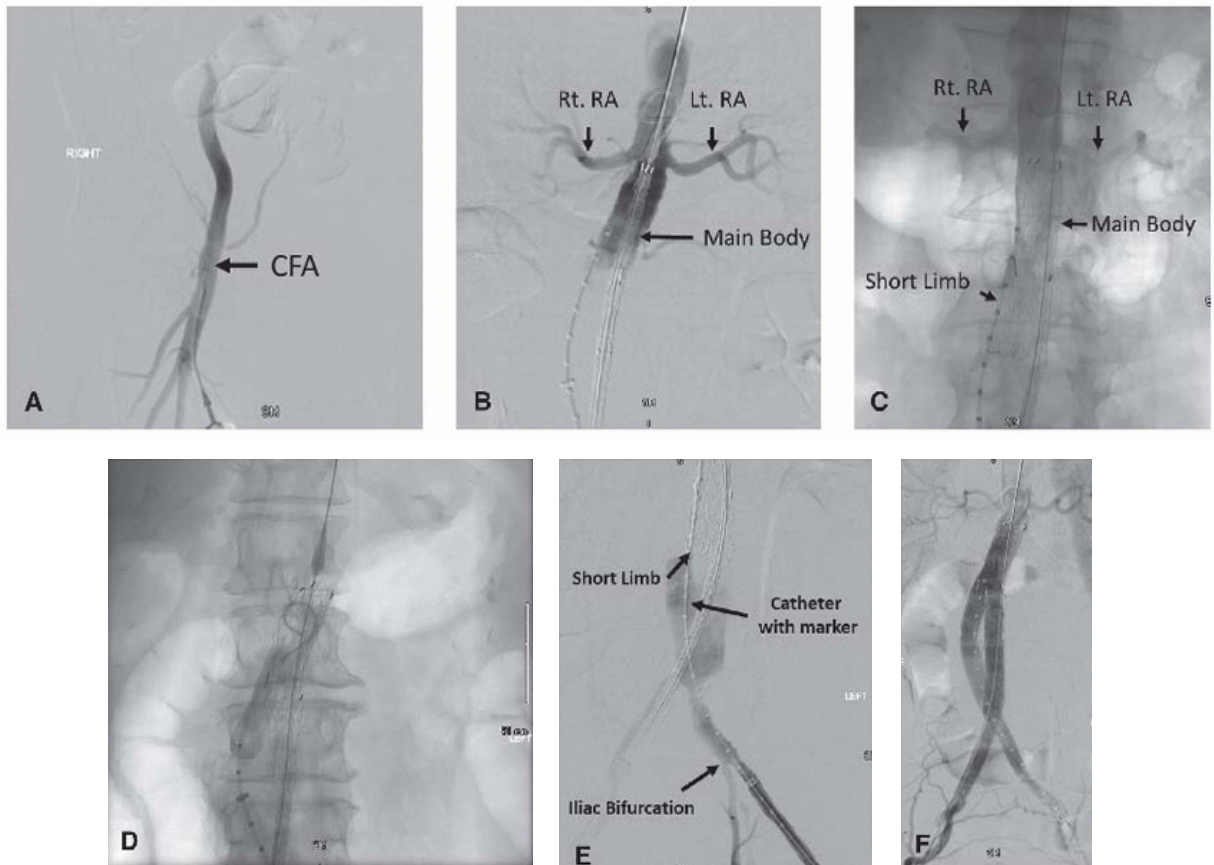 RIGHT
CFA
A
Rt. RA
Lt. RA
Main Body
B
Rt. RA
Lt. RA
Main Body
Short Limb
C
D
Short Limb
Catheter
with marker
LEFT
Iliac Bifurcation
E
F